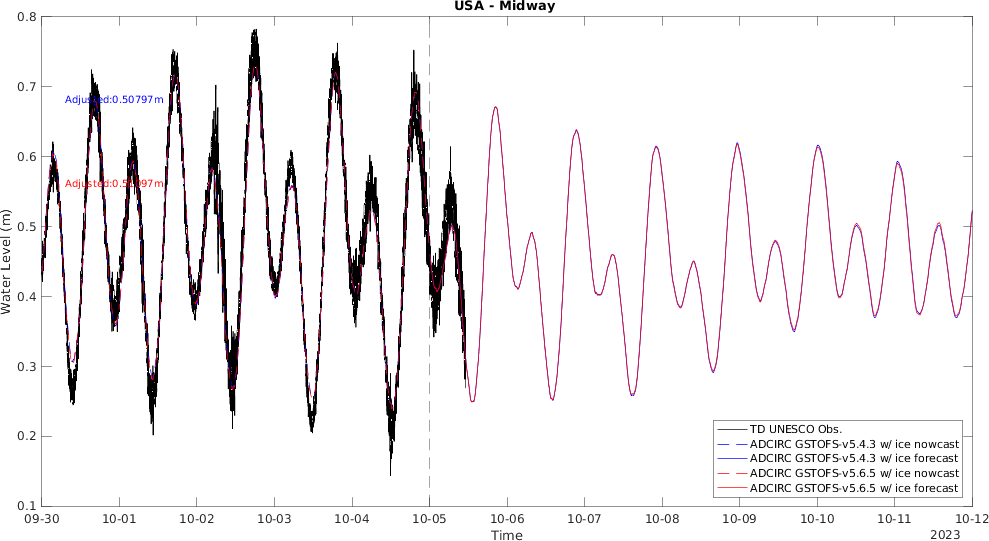 USA - Midway
0.8
0.7
0.6
0.5
0.4
0.3
0.2
0.1
Water Level (m)
Adjusted:0.50797m
09-30
10-01
10-02
10-03
10-04
10-05
10-06
10-07
10-08
10-09
10-10
10-11
10-12
Time
2023
TD UNESCO Obs.
ADCIRC GSTOFS-v5.4.3 w/ ice nowcast
ADCIRC GSTOFS-v5.4.3 w/ ice forecast
ADCIRC GSTOFS-v5.6.5 w/ ice nowcast
ADCIRC GSTOFS-v5.6.5 w/ ice forecast